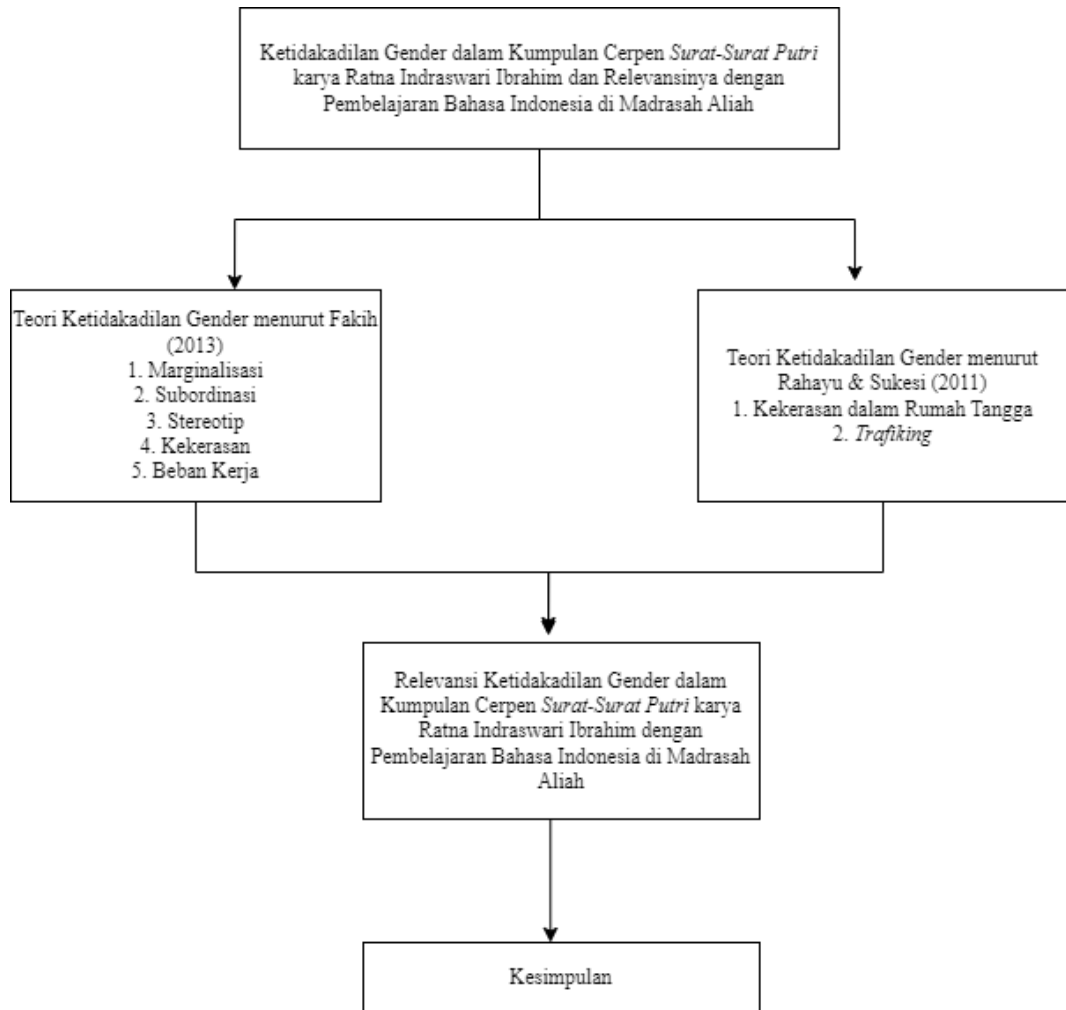 Ketidakadilan Gender dalam Kumpulan Cerpen Surat-Surat Putri
karya Ratna Indraswari Ibrahim dan Relevansinya dengan
Pembelajaran Bahasa Indonesia di Madrasah Aliah
Teori Ketidakadilan Gender menurut Fakih
(2013)
1. Marginalisasi
2. Subordinasi
3. Stereotip
4. Kekerasan
5. Beban Kerja
Teori Ketidakadilan Gender menurut
Rahayu & Sukesi (2011)
1. Kekerasan dalam Rumah Tangga
2. Trafiking
Relevansi Ketidakadilan Gender dalam
Kumpulan Cerpen Surat-Surat Putri karya
Ratna Indraswari Ibrahim dengan
Pembelajaran Bahasa Indonesia di Madrasah
Aliah
Kesimpulan